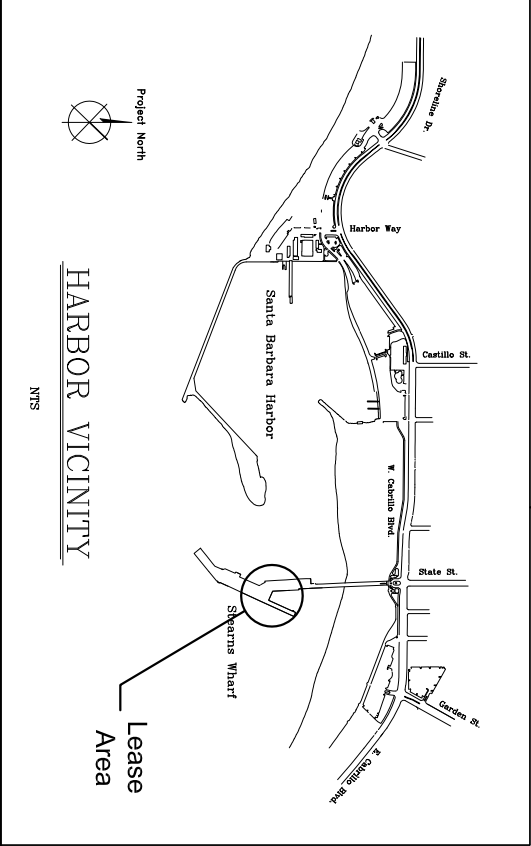 Shoreline Dr.
Project North
Harbor Way
Santa Barbara Harbor
Castillo St.
W. Cabrillo Blvd.
State St.
Stearns Wharf
Garden St.
E. Cabrillo Blvd.
Lease
Area
HARBOR VICINITY
NTS